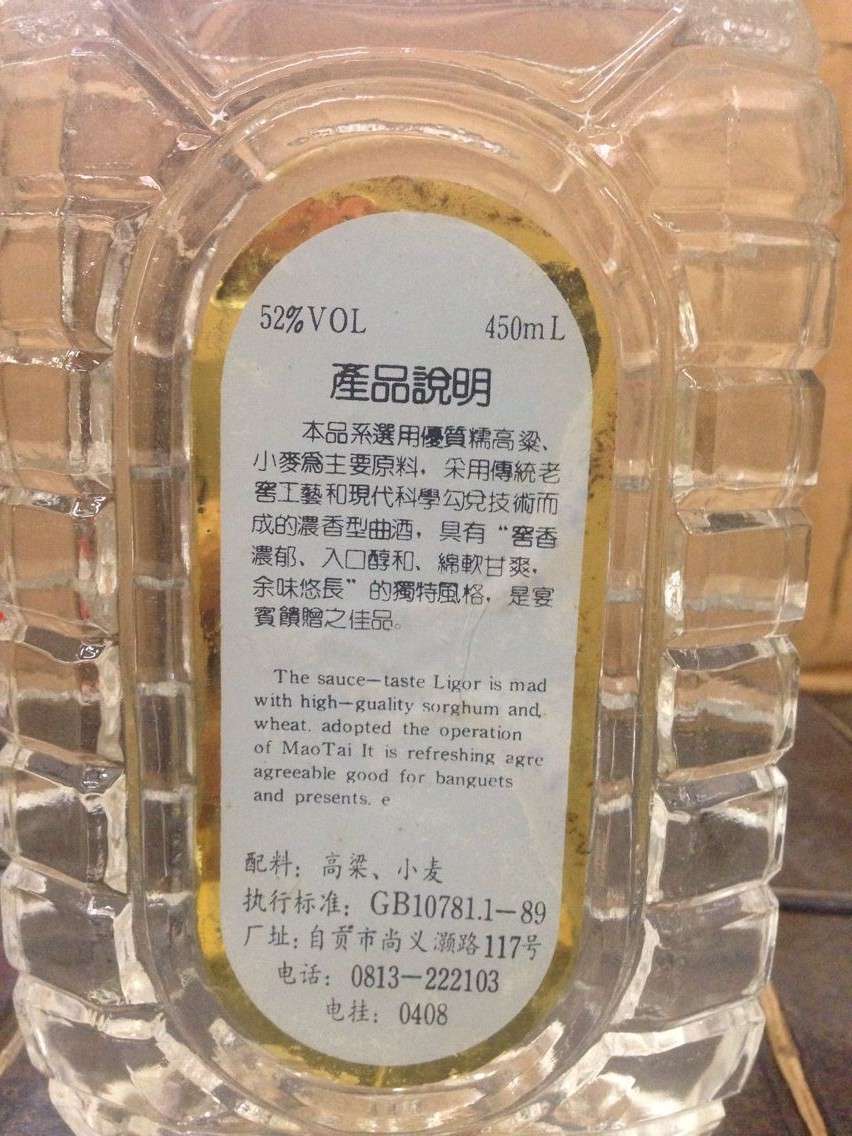 52%VOL 450mL
產品說明
本品系選用優質糯高粱、
小麥爲主要原料，采用傳統老
窖工藝和現代科學勾兌技術而
成的濃香型曲酒，具有“窖香
濃郁、入口醇和、綿軟甘爽，
余味悠長”的獨特風格，是宴
賓饋贈之佳品。
The sauce—taste Ligor is mad
with high—guality sorghum and.
wheat. adopted the operation
of MaoTai It is refreshing agre
agreeable good for banguets
and presents. e
配料：高梁、小麦
执行标准：GB10781.1—89
厂址：自贡市尚义灏路117号
电话：0813—222103
电挂：0408